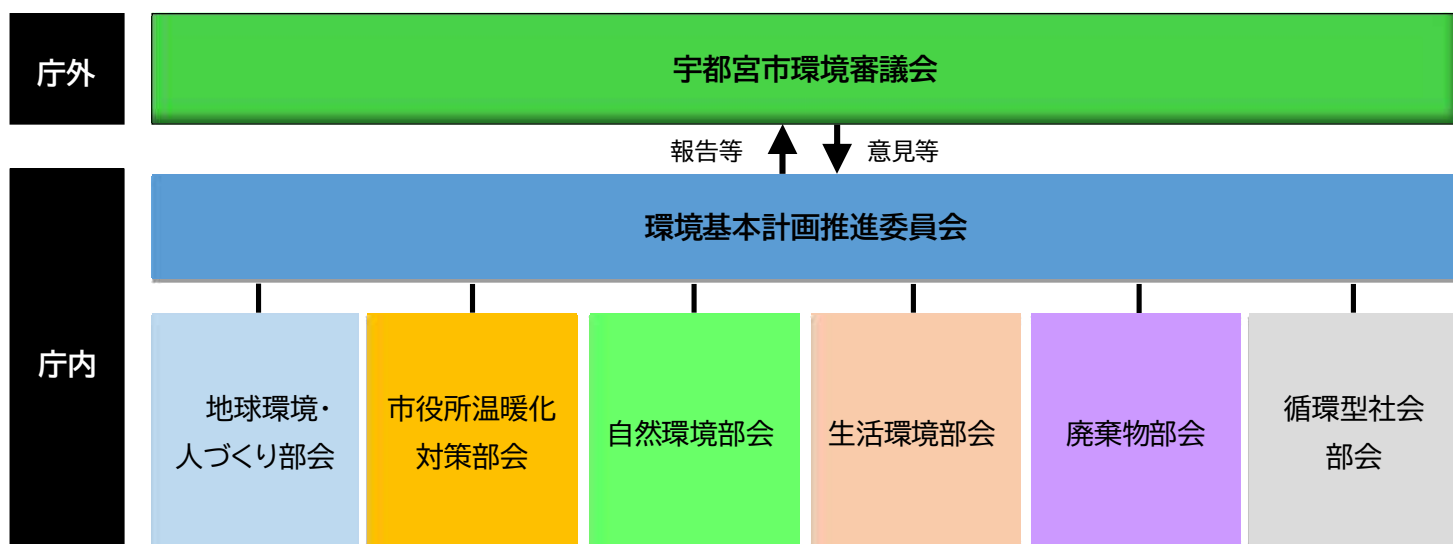 庁外
宇都宮市環境審議会
報告等
意見等
庁内
環境基本計画推進委員会
地球環境・
人づくり部会
市役所温暖化
対策部会
自然環境部会
生活環境部会
廃棄物部会
循環型社会
部会